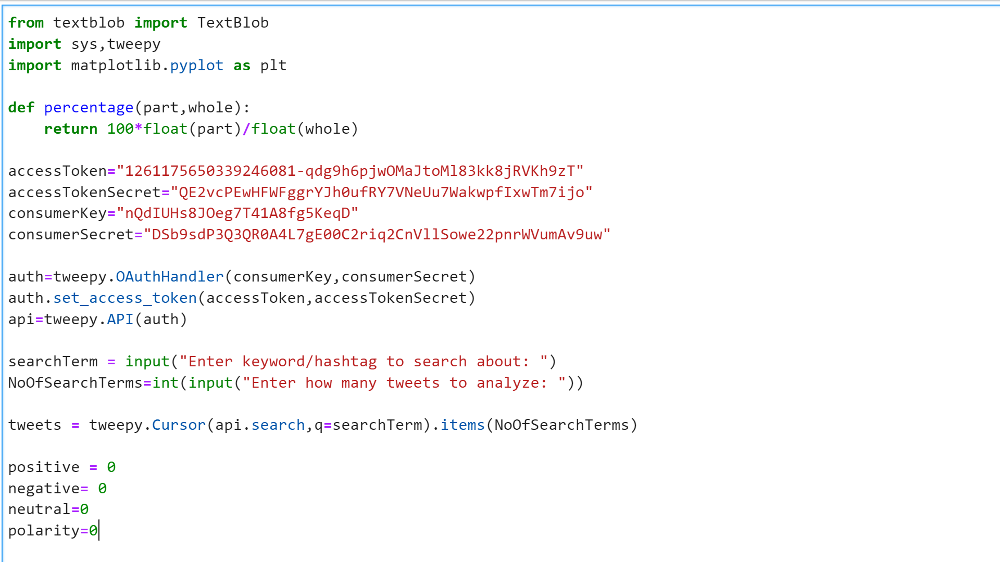 from textblob import TextBlob
import sys,tweepy
import matplotlib.pyplot as plt
def percentage(part,whole):
    return 100*float(part)/float(whole)
accessToken="1261175650339246081-qdg9h6pjwOMaJtoMl83kk8jRVKh9zT"
accessTokenSecret="QE2vcPEwHFWFggrYJh0ufRY7VNeUu7WakwpfIxwTm7ijo"
consumerKey="nQdIUHs8JOeg7T41A8fg5KeqD"
consumerSecret="DSb9sdP3Q3QR0A4L7gE00C2riq2CnVllSowe22pnrWVumAv9uw"
auth=tweepy.OAuthHandler(consumerKey,consumerSecret)
auth.set_access_token(accessToken,accessTokenSecret)
api=tweepy.API(auth)
searchTerm = input("Enter keyword/hashtag to search about: ")
NoOfSearchTerms=int(input("Enter how many tweets to analyze: "))
tweets = tweepy.Cursor(api.search,q=searchTerm).items(NoOfSearchTerms)
positive = 0
negative= 0
neutral=0
polarity=0